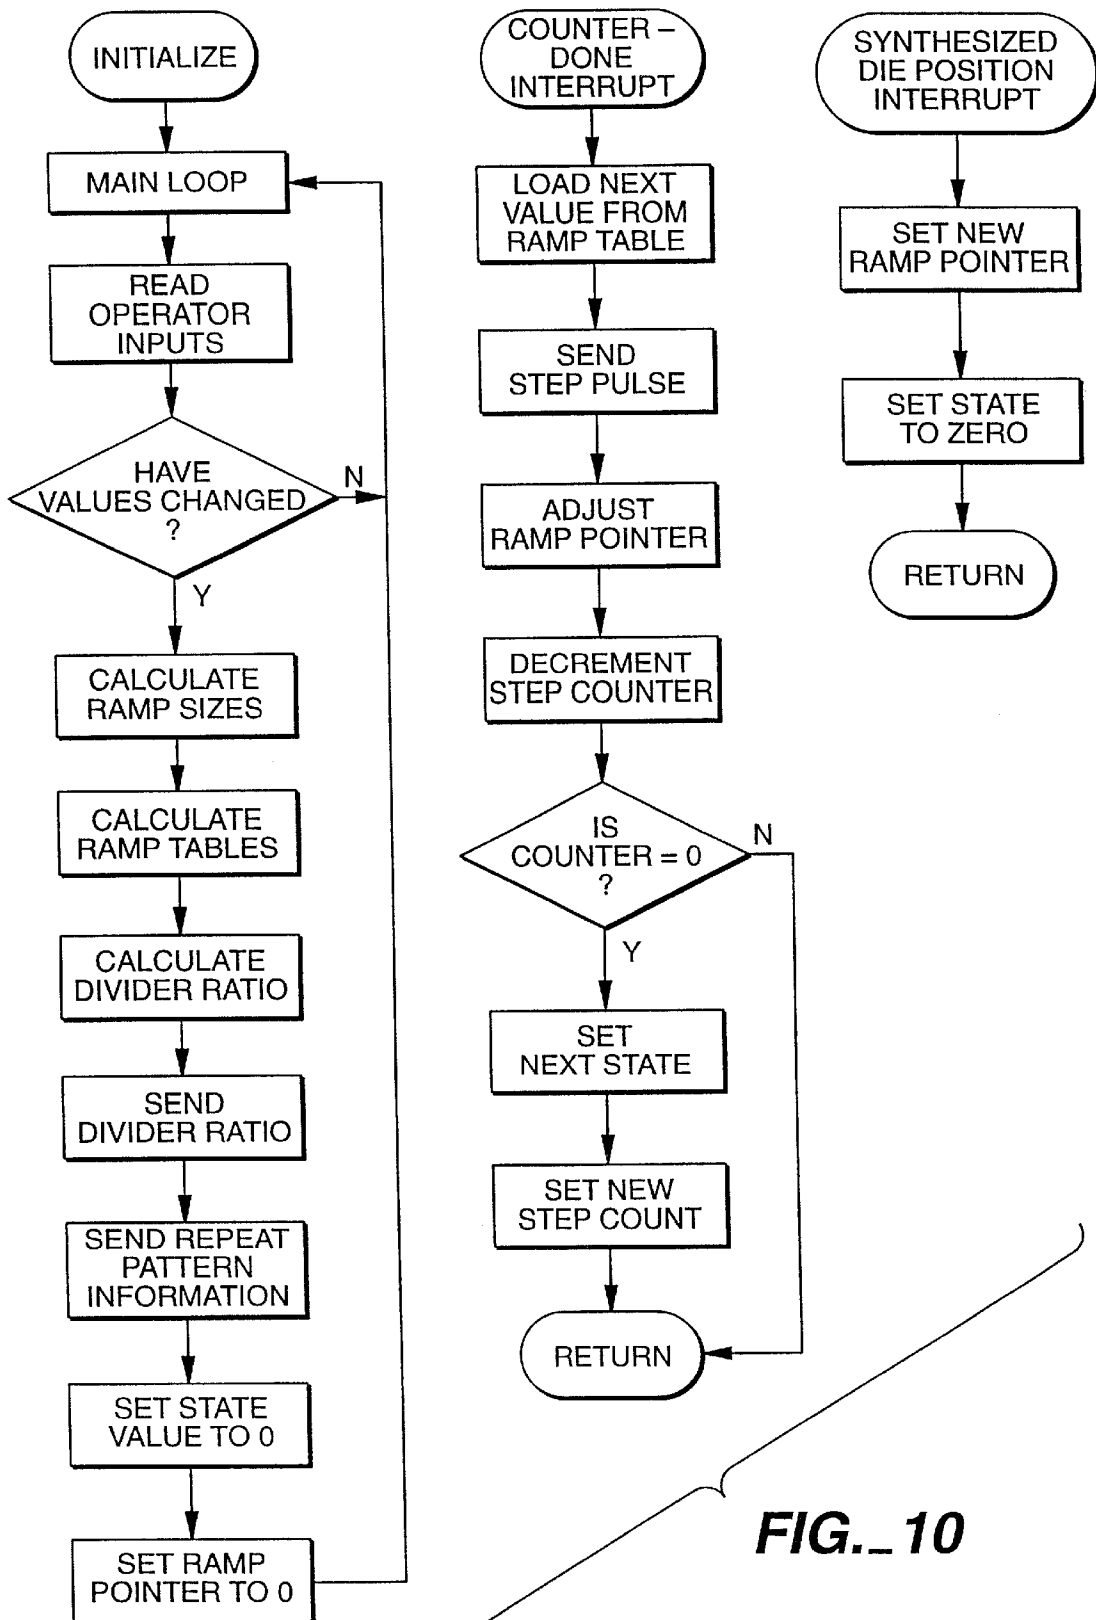 INITIALIZE
MAIN LOOP
READ
OPERATOR
INPUTS
HAVE
VALUES CHANGED
?
N
Y
CALCULATE
RAMP SIZES
CALCULATE
RAMP TABLES
CALCULATE
DIVIDER RATIO
SEND
DIVIDER RATIO
SEND REPEAT
PATTERN
INFORMATION
SET STATE
VALUE TO 0
SET RAMP
POINTER TO 0
COUNTER –
DONE
INTERRUPT
LOAD NEXT
VALUE FROM
RAMP TABLE
SEND
STEP PULSE
ADJUST
RAMP POINTER
DECREMENT
STEP COUNTER
IS
COUNTER = 0
?
N
Y
SET
NEXT STATE
SET NEW
STEP COUNT
RETURN
SYNTHESIZED
DIE POSITION
INTERRUPT
SET NEW
RAMP POINTER
SET STATE
TO ZERO
RETURN
FIG._10